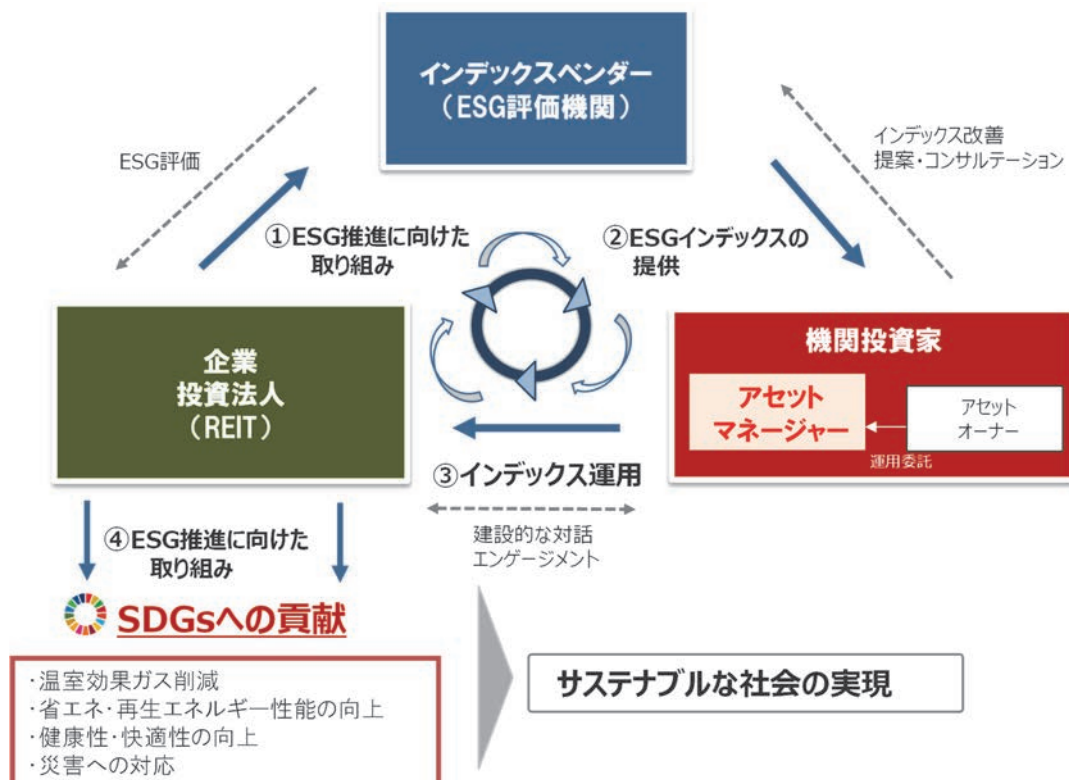 インデックスベンダー
（ESG評価機関）
ESG評価
インデックス改善
提案・コンサルテーション
①ESG推進に向けた
取り組み
②ESGインデックスの
提供
企業
投資法人
（REIT）
機関投資家
アセット
マネージャー
アセット
オーナー
運用委託
③インデックス運用
建設的な対話
エンゲージメント
④ESG推進に向けた
取り組み
SDGsへの貢献
・温室効果ガス削減
・省エネ・再生エネルギー性能の向上
・健康性・快適性の向上
・災害への対応
サステナブルな社会の実現